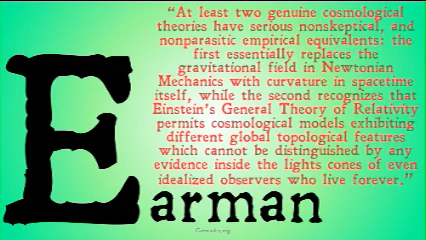 “At least two genuine cosmological
theories have serious nonskeptical, and
nonparasitic empirical equivalents: the
first essentially replaces the
gravitational field in Newtonian
Mechanics with curvature in spacetime
itself, while the second recognizes that
Einstein's General Theory of Relativity
permits cosmological models exhibiting
different global topological features
which cannot be distinguished by any
evidence inside the lights cones of even
idealized observers who live forever.”
Earman